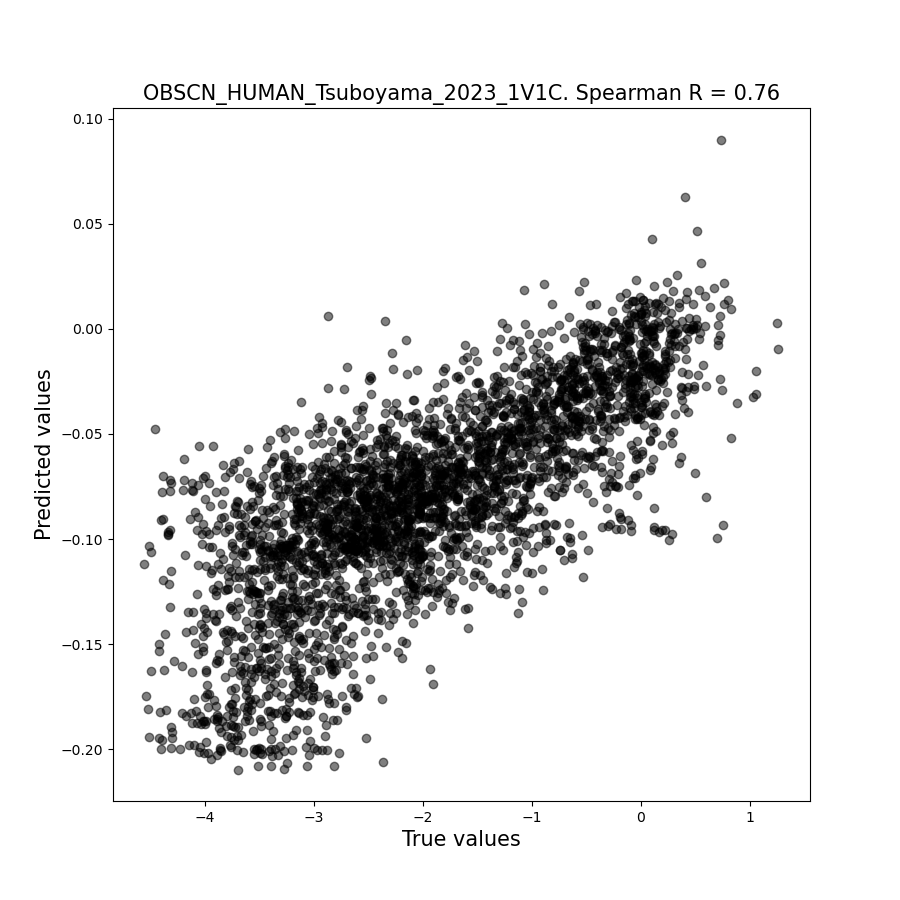 OBSCN_HUMAN_Tsuboyama_2023_1V1C. Spearman R = 0.76
0.10
0.05
0.00
−0.05
−0.10
−0.15
−0.20
Predicted values
−4 −3 −2 −1 0 1
True values